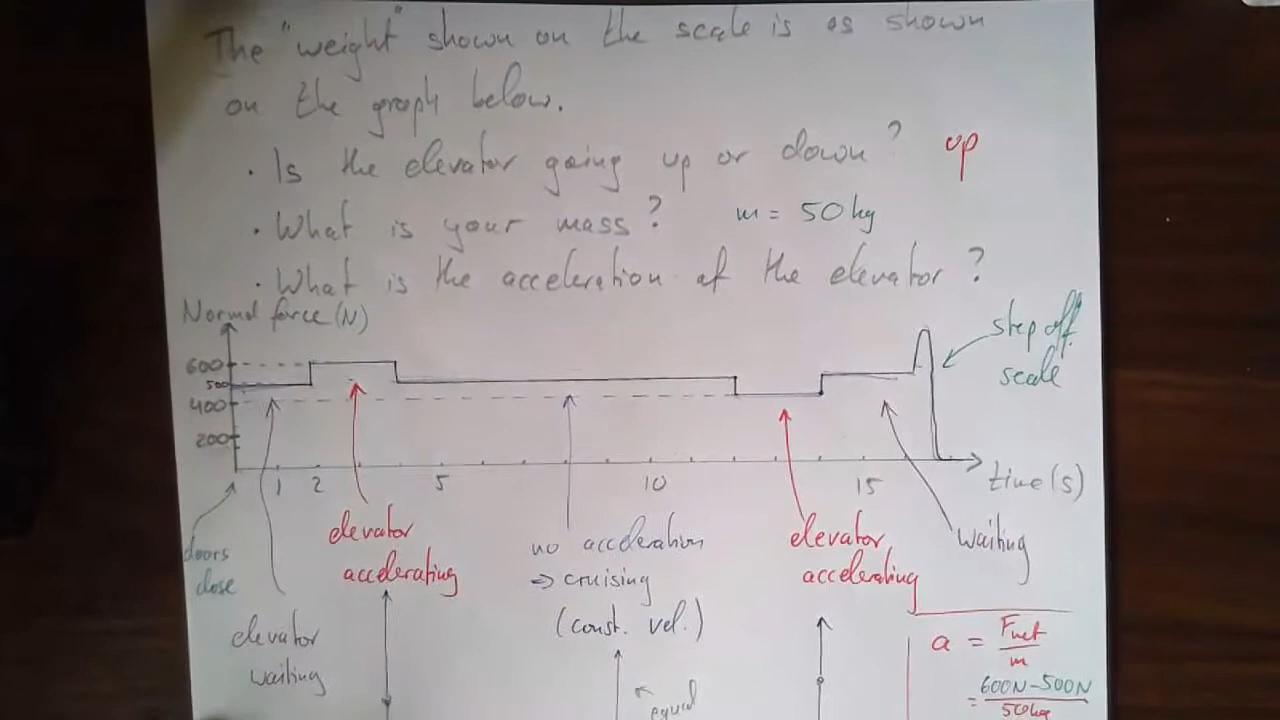 The "weight" shown on the scale is as shown
on the graph below.
· Is the elevator going up or down? up
· What is your mass? m = 50 kg
· What is the acceleration of the elevator?
Normal force (N)
600
500
400
200
1 2 5 10 15 time (s)
step off
scale
doors
close
elevator
waiting
elevator
accelerating
no acceleration
⇒ cruising
(const. vel.)
equal
elevator
accelerating
waiting
a = Fnet/m
= 600N-500N/50kg